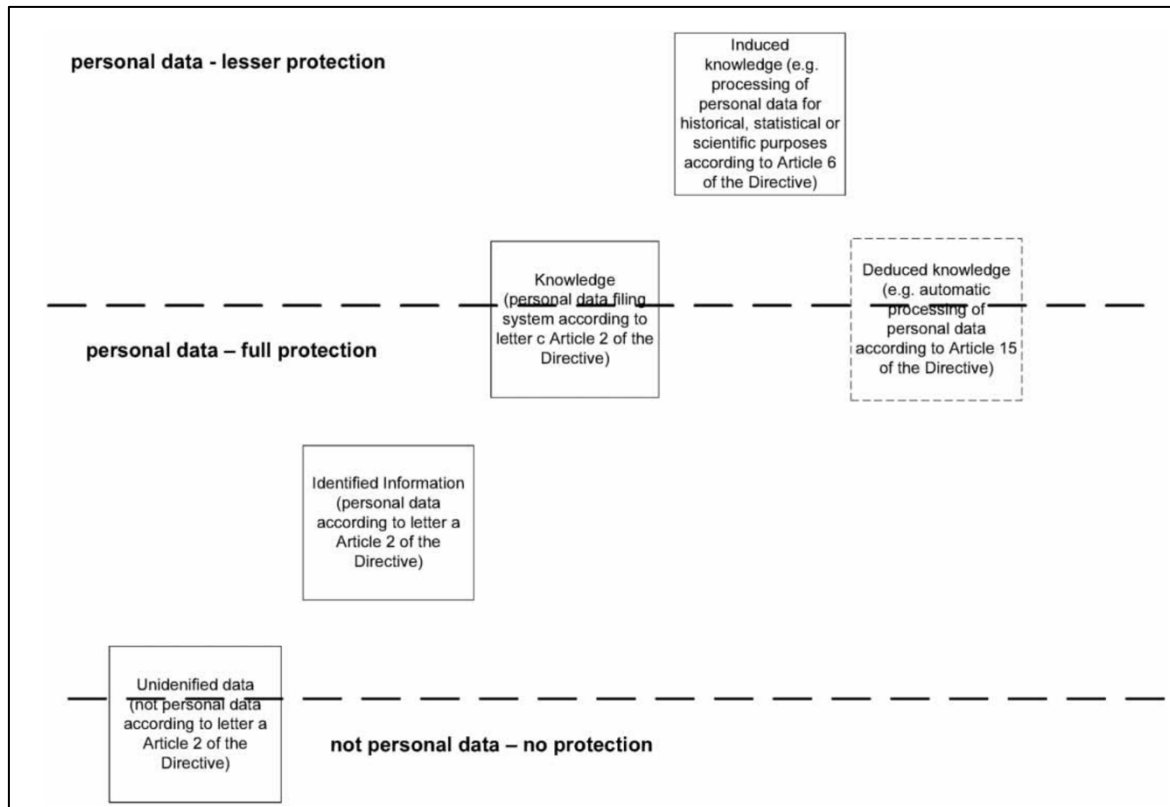 personal data - lesser protection
Induced
knowledge (e.g.
processing of
personal data for
historical, statistical or
scientific purposes
according to Article 6
of the Directive)
Knowledge
(personal data filing
system according to
letter c Article 2 of the
Directive)
Deduced knowledge
(e.g. automatic
processing of
personal data
according to Article 15
of the Directive)
personal data – full protection
Identified Information
(personal data
according to letter a
Article 2 of the
Directive)
Unidenified data
(not personal data
according to letter a
Article 2 of the
Directive)
not personal data – no protection